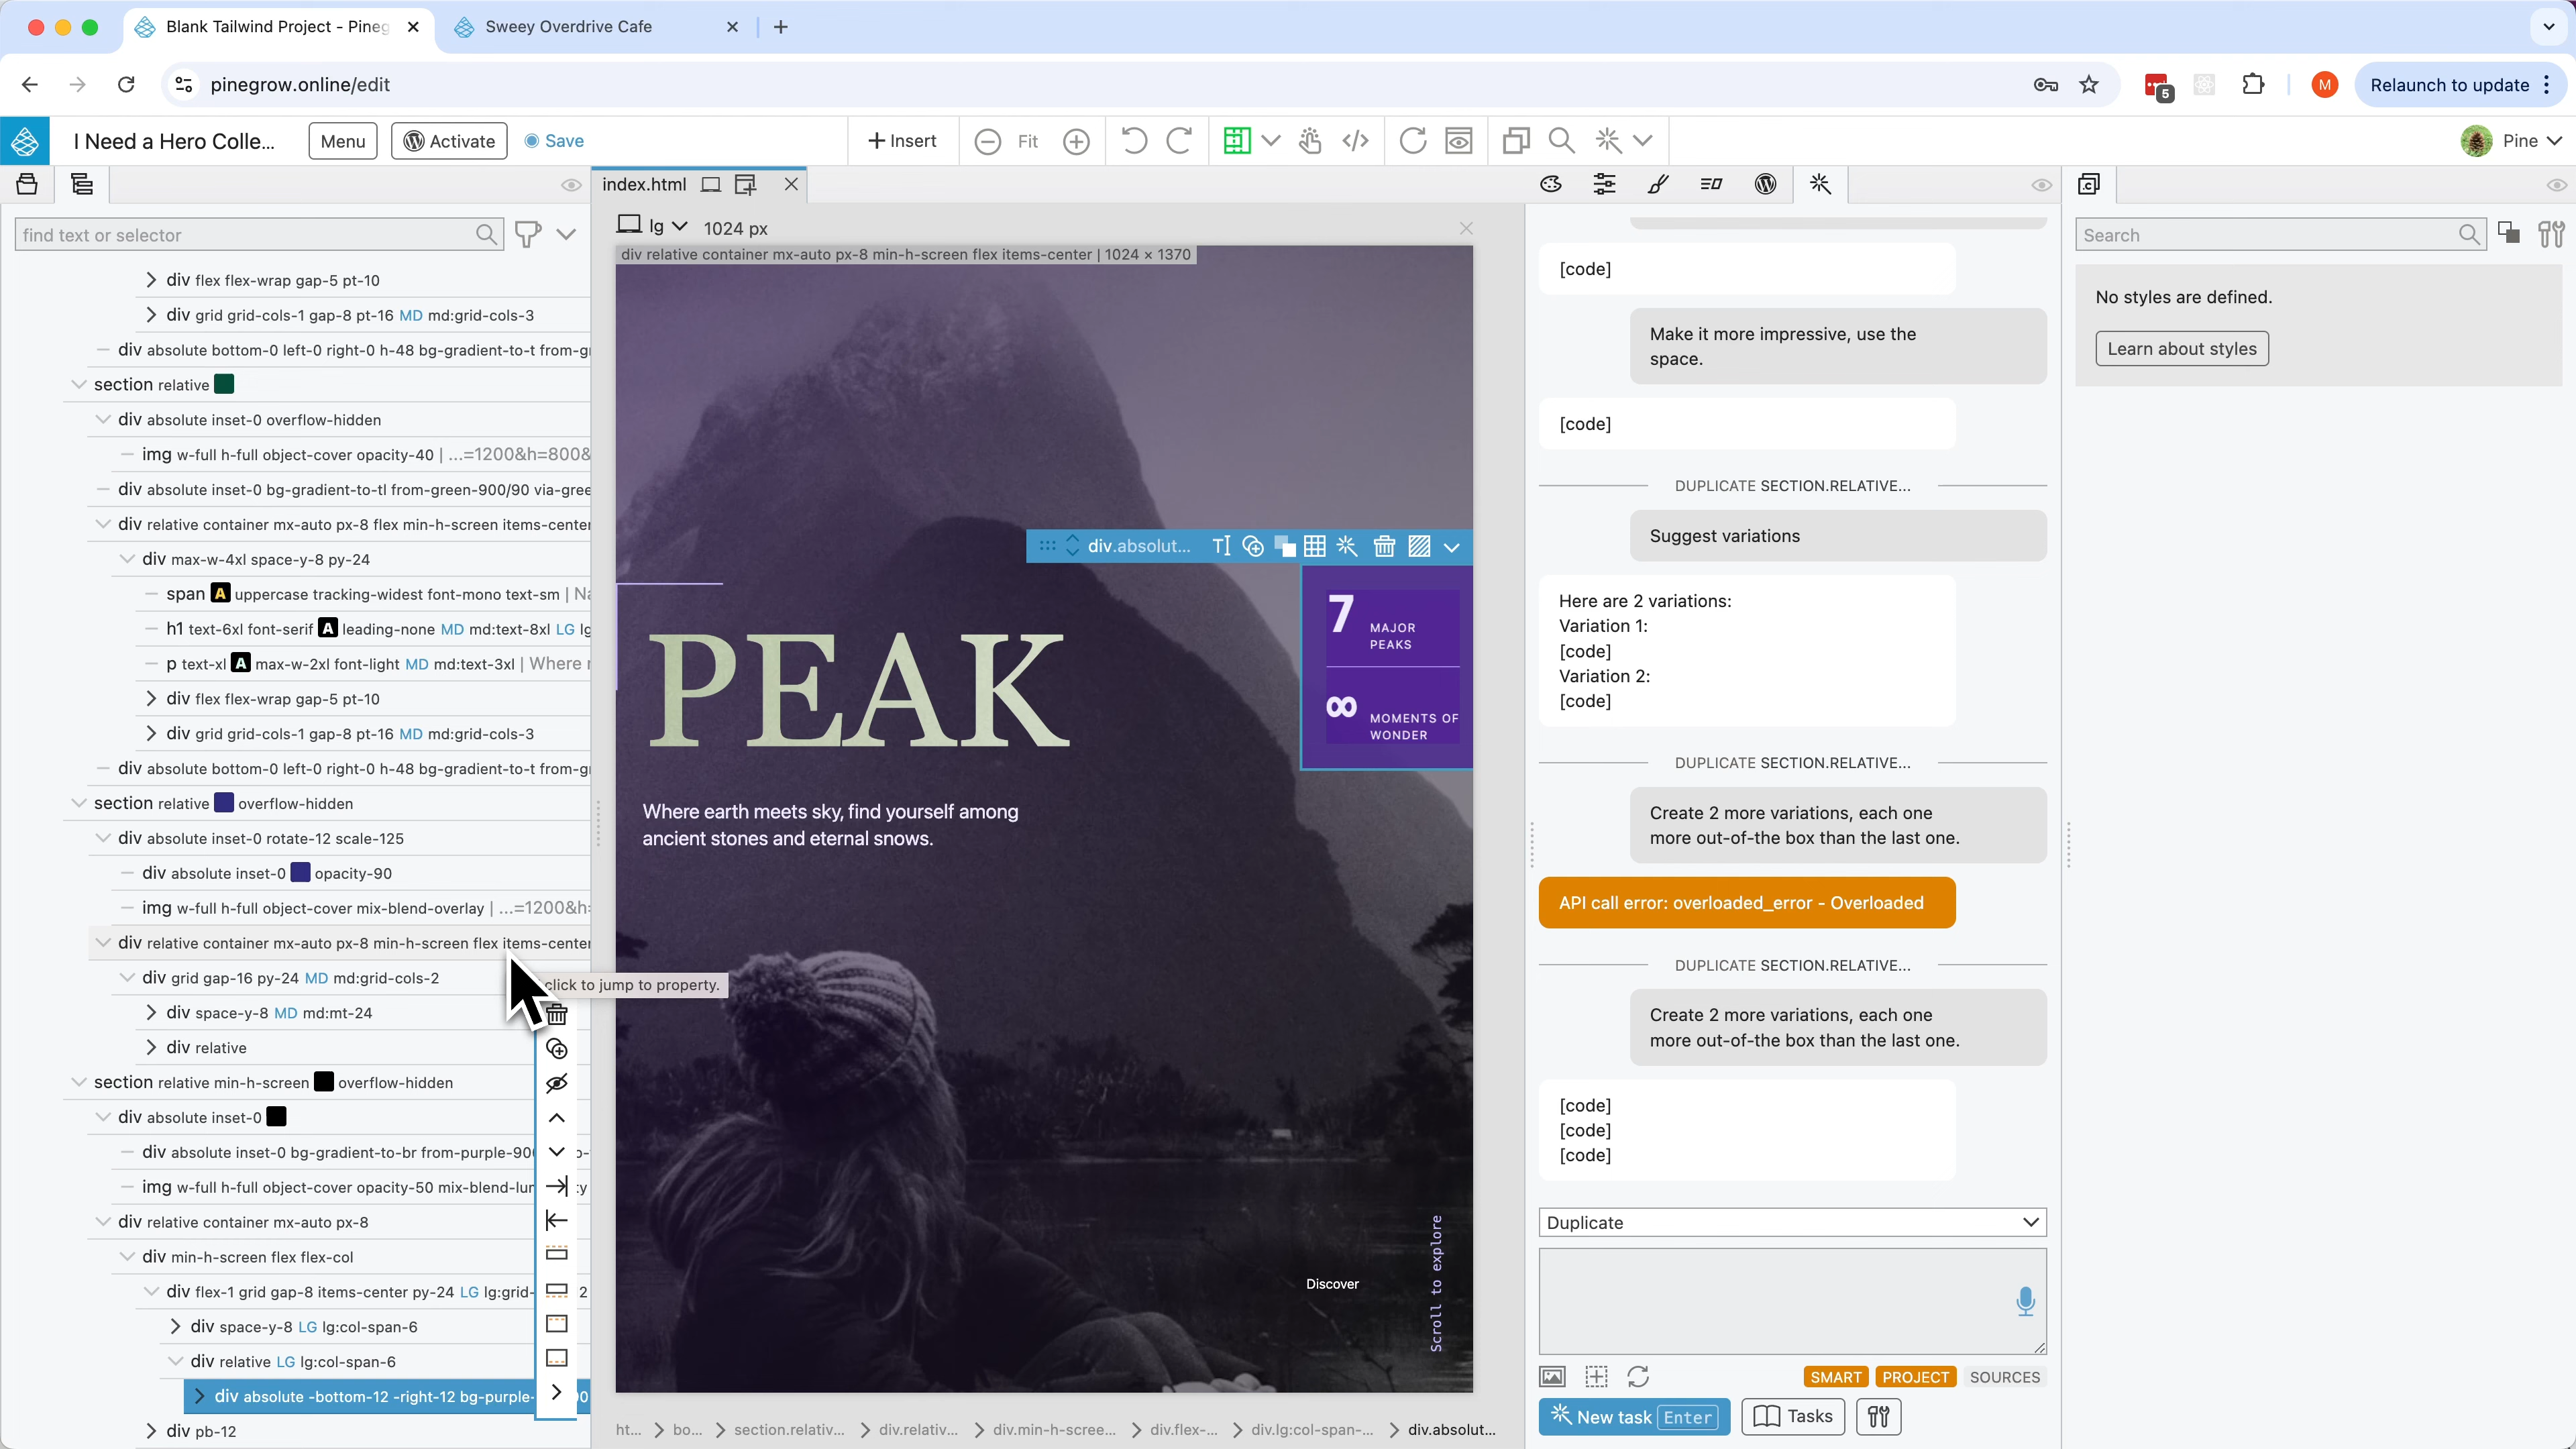 Blank Tailwind Project - Pineg
Sweey Overdrive Cafe
pinegrow.online/edit
5
M
Relaunch to update
I Need a Hero Colle...
Menu
Activate
Save
Insert
Fit
Pine
index.html
find text or selector
lg
1024 px
Search
div flex flex-wrap gap-5 pt-10
div grid grid-cols-1 gap-8 pt-16 MD md:grid-cols-3
div absolute bottom-0 left-0 right-0 h-48 bg-gradient-to-t from-g
section relative
div absolute inset-0 overflow-hidden
img w-full h-full object-cover opacity-40 | ...=1200&h=800&
div absolute inset-0 bg-gradient-to-tl from-green-900/90 via-gree
div relative container mx-auto px-8 flex min-h-screen items-cente
div max-w-4xl space-y-8 py-24
span A uppercase tracking-widest font-mono text-sm | Na
h1 text-6xl font-serif A leading-none MD md:text-8xl LG lg
p text-xl A max-w-2xl font-light MD md:text-3xl | Where
div flex flex-wrap gap-5 pt-10
div grid grid-cols-1 gap-8 pt-16 MD md:grid-cols-3
div absolute bottom-0 left-0 right-0 h-48 bg-gradient-to-t from-g
section relative overflow-hidden
div absolute inset-0 rotate-12 scale-125
div absolute inset-0 opacity-90
img w-full h-full object-cover mix-blend-overlay | ...=1200&h=
div relative container mx-auto px-8 min-h-screen flex items-cente
div grid gap-16 py-24 MD md:grid-cols-2
click to jump to property.
div space-y-8 MD md:mt-24
div relative
section relative min-h-screen overflow-hidden
div absolute inset-0
div absolute inset-0 bg-gradient-to-br from-purple-90
img w-full h-full object-cover opacity-50 mix-blend-lu
div relative container mx-auto px-8
div min-h-screen flex flex-col
div flex-1 grid gap-8 items-center py-24 LG lg:grid- 2
div space-y-8 LG lg:col-span-6
div relative LG lg:col-span-6
div absolute -bottom-12 -right-12 bg-purple-
div pb-12
div relative container mx-auto px-8 min-h-screen flex items-center | 1024 × 1370
div.absolut...
7
MAJOR
PEAKS
∞
MOMENTS OF
WONDER
PEAK
Where earth meets sky, find yourself among
ancient stones and eternal snows.
Discover
Scroll to explore
ht...
bo...
section.relativ...
div.relativ...
div.min-h-scree...
div.flex-...
div.lg:col-span-...
div.absolut...
[code]
Make it more impressive, use the
space.
[code]
DUPLICATE SECTION.RELATIVE...
Suggest variations
Here are 2 variations:
Variation 1:
[code]
Variation 2:
[code]
DUPLICATE SECTION.RELATIVE...
Create 2 more variations, each one
more out-of-the box than the last one.
API call error: overloaded_error - Overloaded
DUPLICATE SECTION.RELATIVE...
Create 2 more variations, each one
more out-of-the box than the last one.
[code]
[code]
[code]
Duplicate
SMART
PROJECT
SOURCES
New task Enter
Tasks
No styles are defined.
Learn about styles